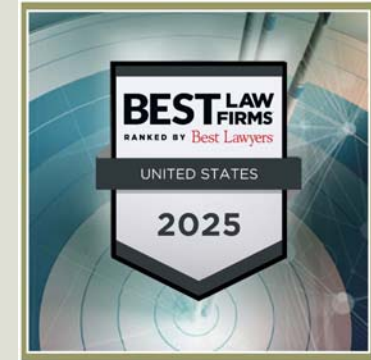 BEST LAW
FIRMS
RANKED BY Best Lawyers
UNITED STATES
2025